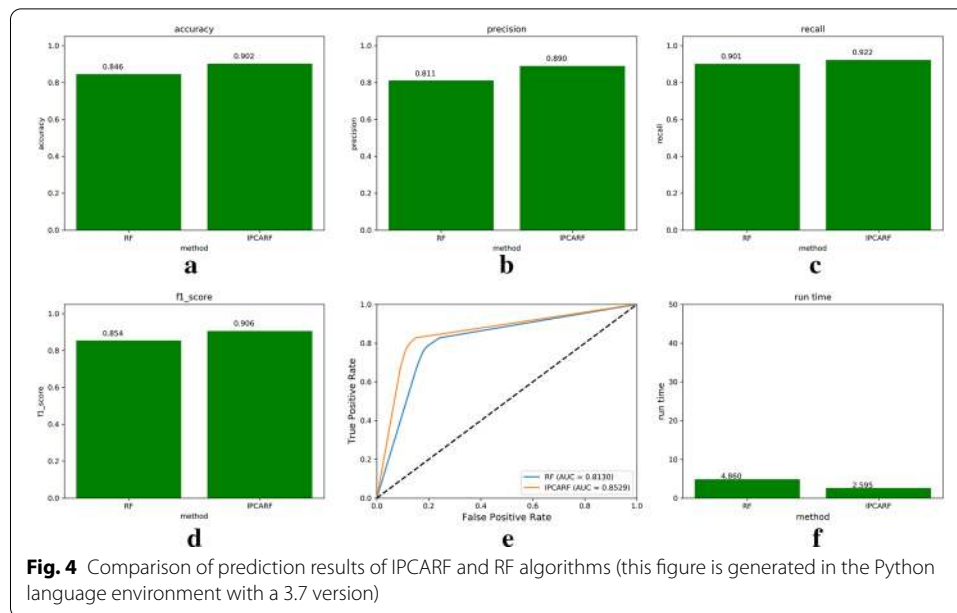 accuracy
1.0
0.8
0.6
0.4
0.2
0.0
accuracy
0.846
0.902
RF
IPCARF
method
a
precision
1.0
0.8
0.6
0.4
0.2
0.0
precision
0.811
0.890
RF
IPCARF
method
b
recall
1.0
0.8
0.6
0.4
0.2
0.0
recall
0.901
0.922
RF
IPCARF
method
c
f1_score
1.0
0.8
0.6
0.4
0.2
0.0
f1_score
0.854
0.906
RF
IPCARF
method
d
1.0
0.8
0.6
0.4
0.2
0.0
True Positive Rate
RF (AUC = 0.8130)
IPCARF (AUC = 0.8529)
0.0
0.2
0.4
0.6
0.8
1.0
False Positive Rate
e
run time
50
40
30
20
10
0
run time
4.860
2.595
RF
IPCARF
method
f
Fig. 4 Comparison of prediction results of IPCARF and RF algorithms (this figure is generated in the Python
language environment with a 3.7 version)